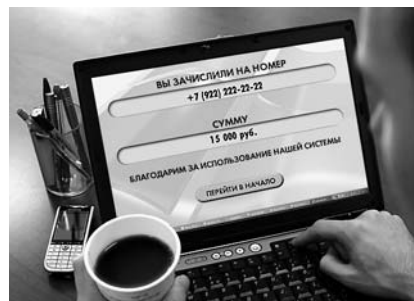 ВЫ ЗАЧИСЛИЛИ НА НОМЕР
+7 (922) 222-22-22
СУММУ
15 000 руб.
БЛАГОДАРИМ ЗА ИСПОЛЬЗОВАНИЕ НАШЕЙ СИСТЕМЫ
ПЕРЕЙТИ В НАЧАЛО